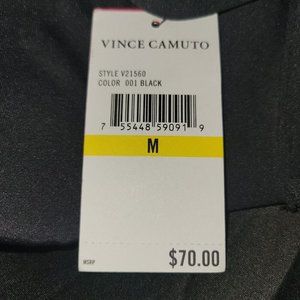 VINCE CAMUTO
STYLE V21560
COLOR 001 BLACK
7 55448 59091 9
M
MSRP $70.00